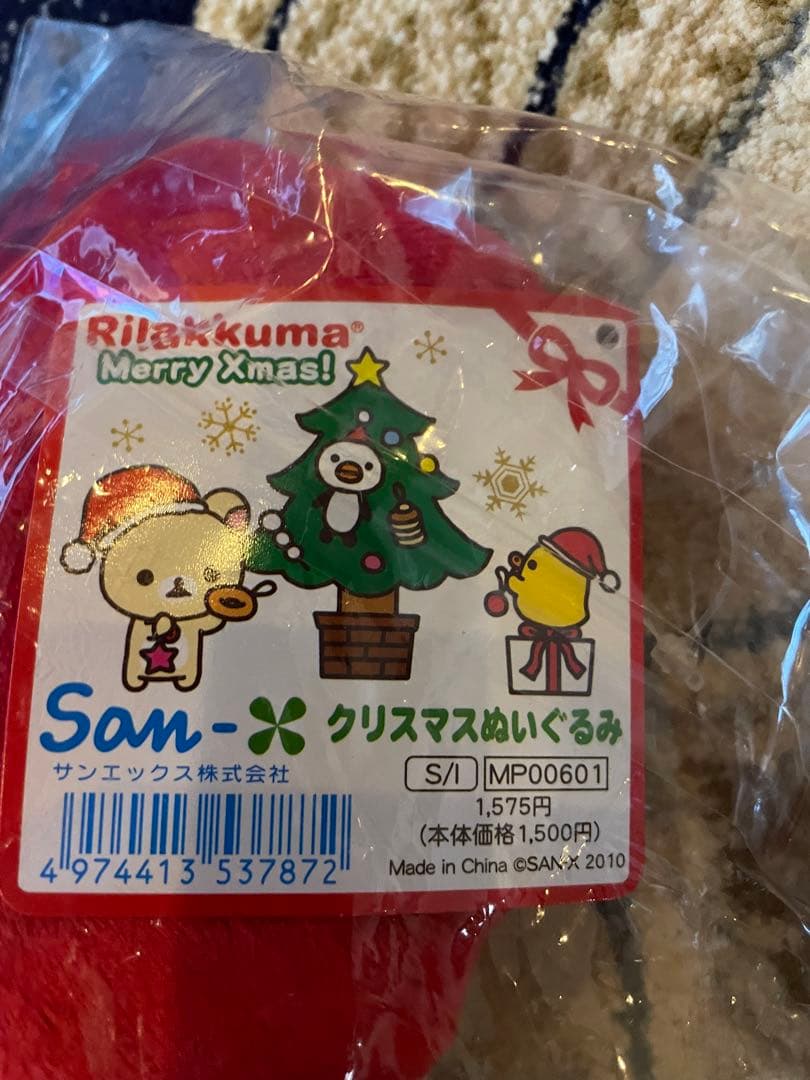 Rilakkuma®
Merry Xmas!
San-X クリスマスぬいぐるみ
サンエックス株式会社
S/I MP00601
1,575円
(本体価格1,500円)
4 974413 537872
Made in China ©SAN-X 2010